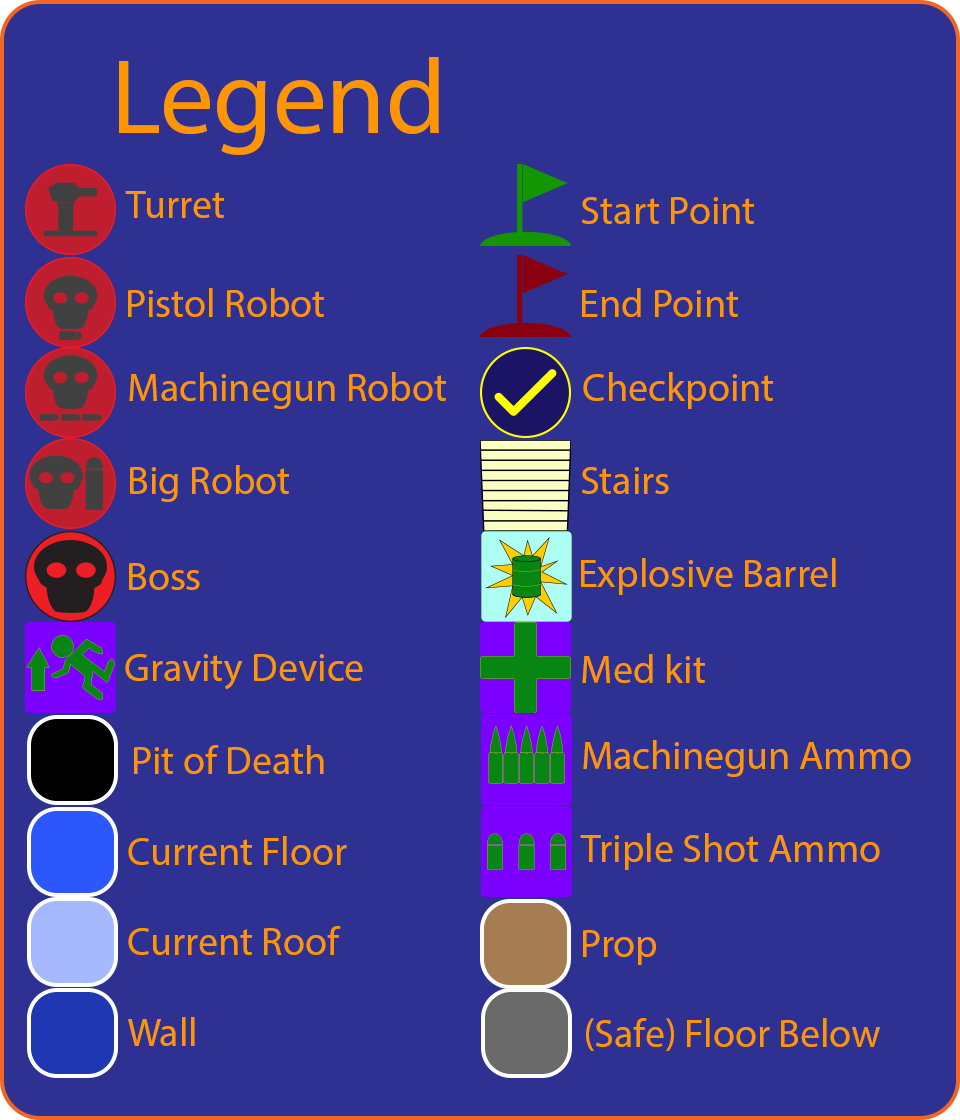 Legend
Turret
Pistol Robot
Machinegun Robot
Big Robot
Boss
Gravity Device
Pit of Death
Current Floor
Current Roof
Wall
Start Point
End Point
Checkpoint
Stairs
Explosive Barrel
Med kit
Machinegun Ammo
Triple Shot Ammo
Prop
(Safe) Floor Below